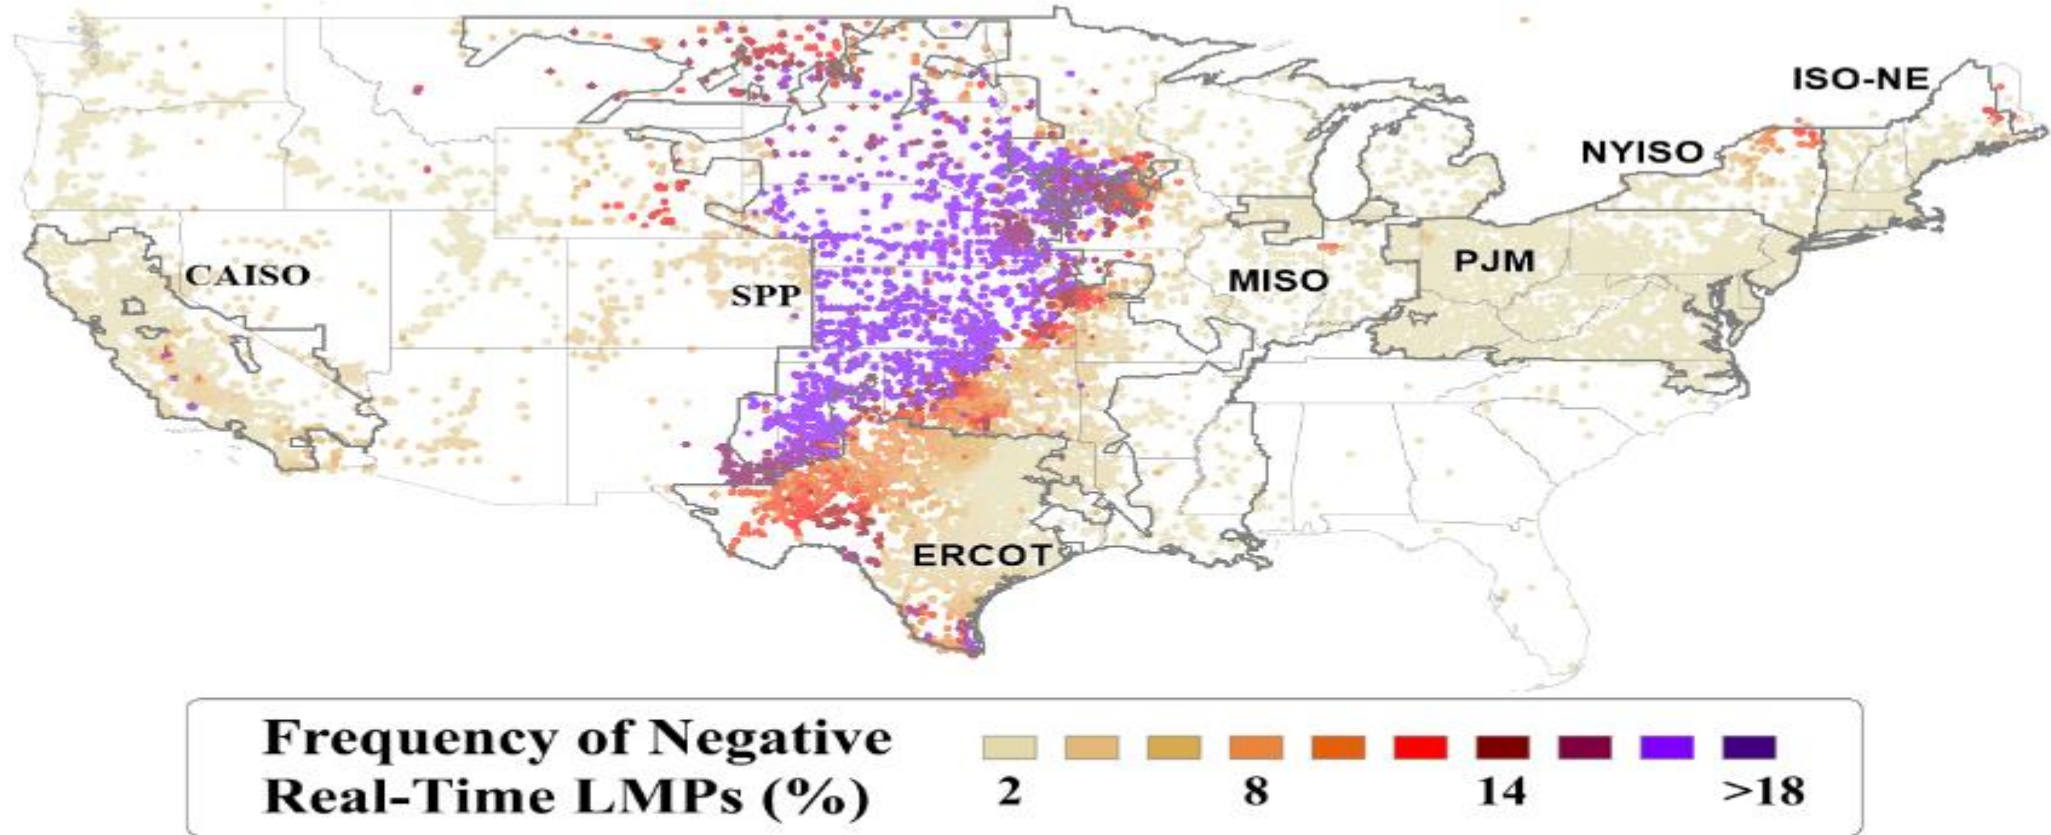 ISO-NE
NYISO
CAISO
SPP
MISO
PJM
ERCOT
Frequency of Negative
Real-Time LMPs (%)
2 8 14 >18